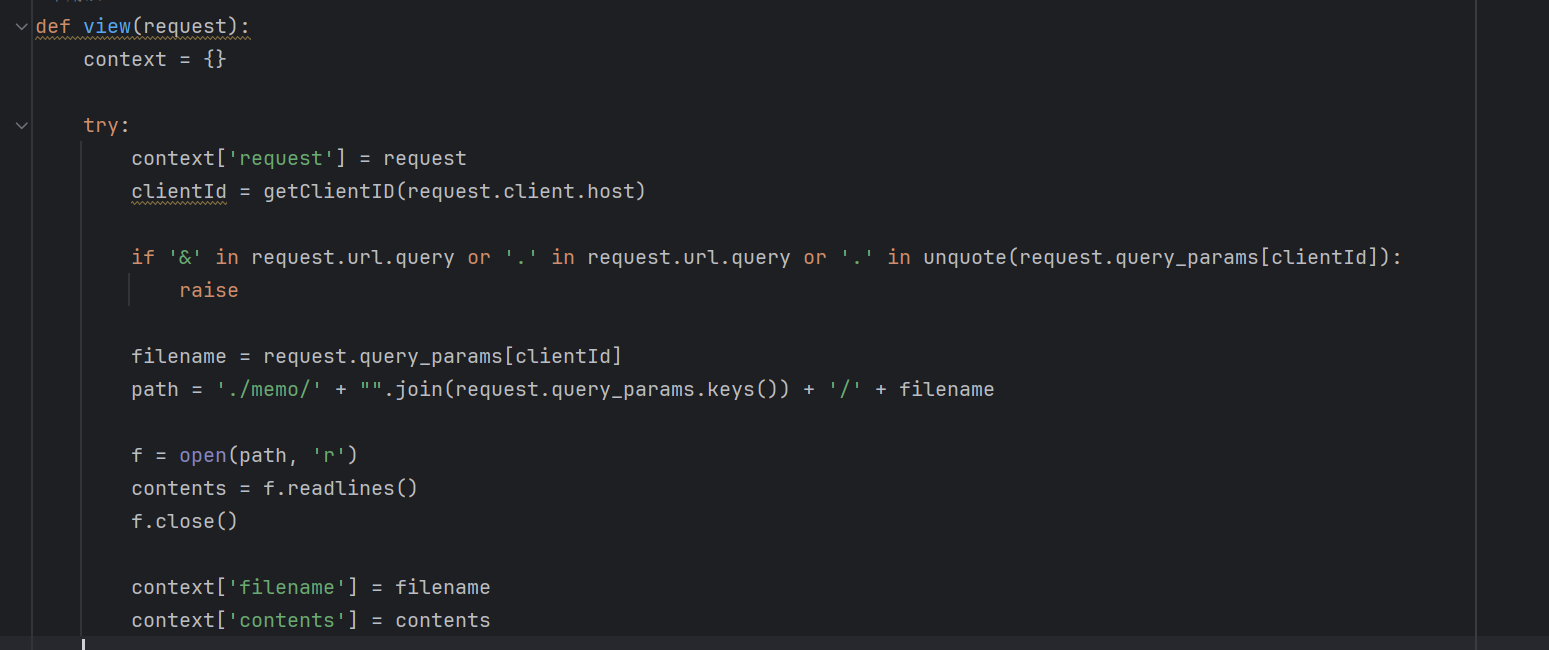 def view(request):
    context = {}

    try:
        context['request'] = request
        clientId = getClientID(request.client.host)

        if '&' in request.url.query or '.' in request.url.query or '.' in unquote(request.query_params[clientId]):
            raise

        filename = request.query_params[clientId]
        path = './memo/' + "".join(request.query_params.keys()) + '/' + filename

        f = open(path, 'r')
        contents = f.readlines()
        f.close()

        context['filename'] = filename
        context['contents'] = contents